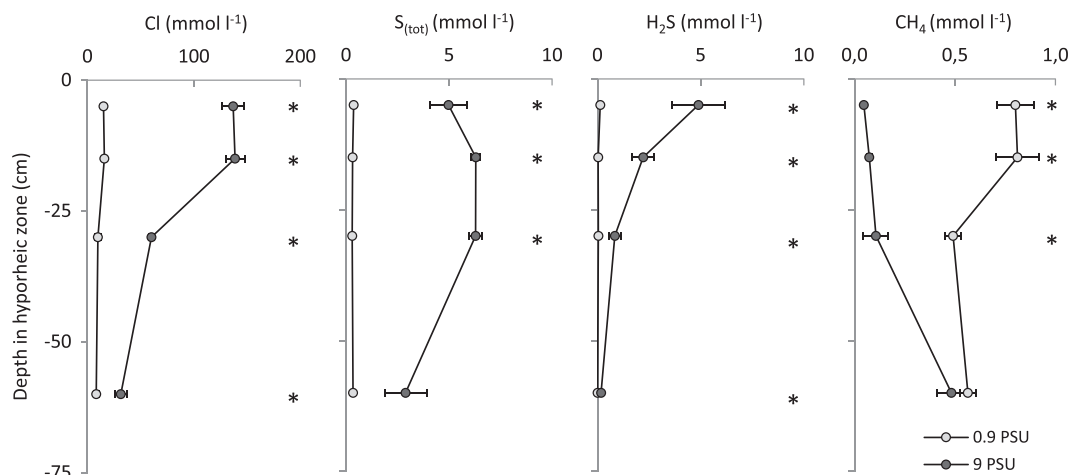 Cl (mmol l⁻¹) S₍tot₎ (mmol l⁻¹) H₂S (mmol l⁻¹) CH₄ (mmol l⁻¹)
0 100 200 0 5 10 0 5 10 0,0 0,5 1,0
0
* * * *
* * * *
-25
* * * *
-50
* *
-75
Depth in hyporheic zone (cm)
0.9 PSU
9 PSU